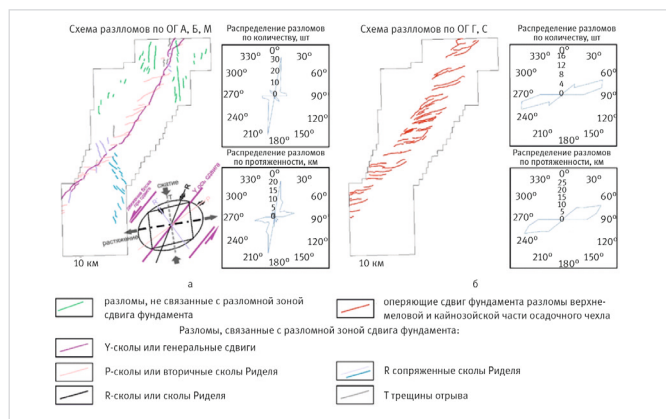 Схема разлломов по ОГ А, Б, М
Распределение разломов
по количеству, шт
0°
330° 30 30°
20
300° 10 60°
0
270° 90°
240° 120°
210° 150°
180°
Распределение разломов
по протяженности, км
0°
330° 20 30°
15
300° 10 60°
5
270° 0 90°
240° 120°
210° 150°
180°
сжатие
R
T
растяжение
10 км
а
Схема разломов по ОГ Г, С
Распределение разломов
по количеству, шт
0°
330° 16 30°
12
300° 8 60°
4
270° 0 90°
240° 120°
210° 150°
180°
Распределение разломов
по протяженности, км
0°
330° 25 30°
20
300° 15 60°
10
5
270° 0 90°
240° 120°
210° 150°
180°
б
разломы, не связанные с разломной зоной
сдвига фундамента
оперяющие сдвиг фундамента разломы верхне-
меловой и кайнозойской части осадочного чехла
Разломы, связанные с разломной зоной сдвига фундамента:
Y-сколы или генеральные сдвиги
P-сколы или вторичные сколы Риделя
R-сколы или сколы Риделя
R сопряженные сколы Риделя
T трещины отрыва